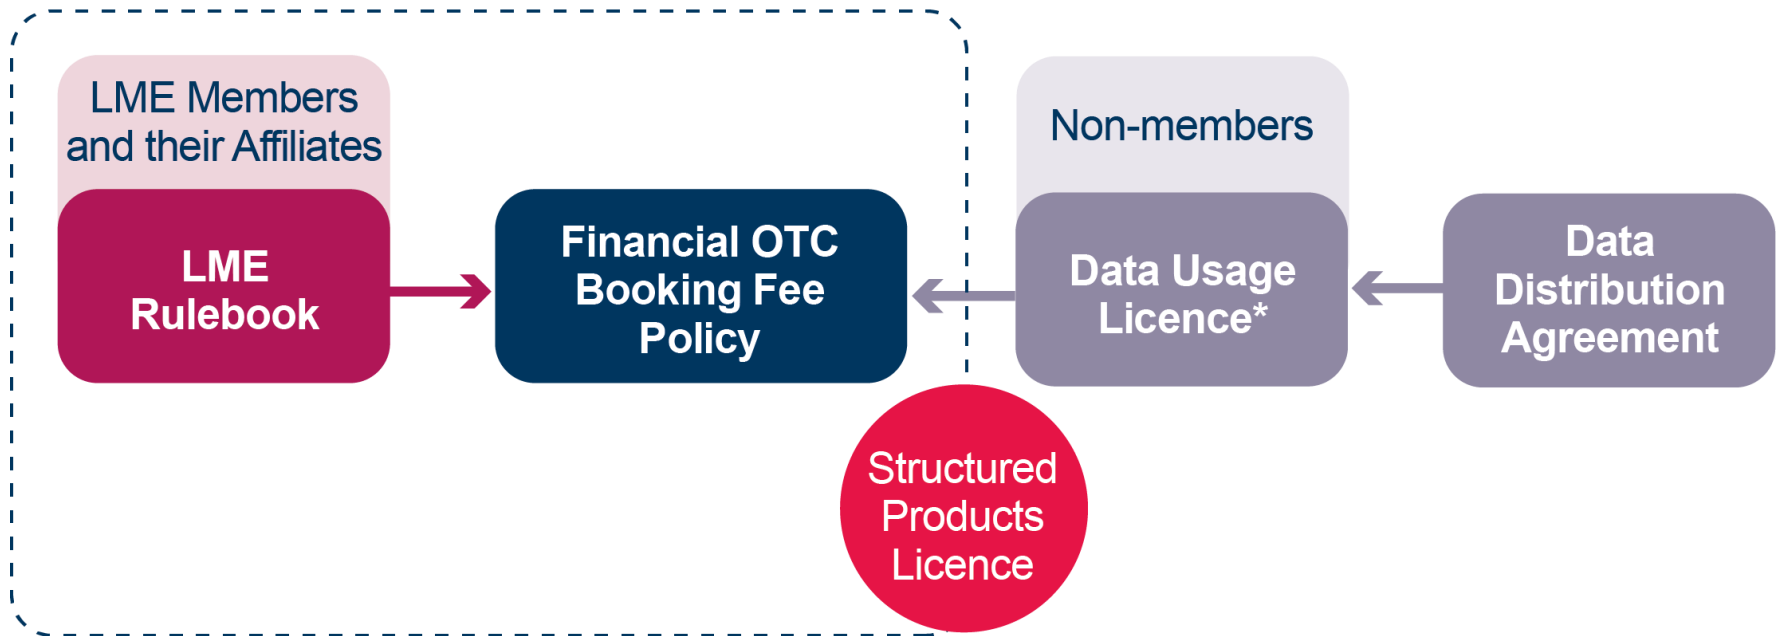 LME Members
and their Affiliates
LME
Rulebook
Financial OTC
Booking Fee
Policy
Non-members
Data Usage
Licence*
Data
Distribution
Agreement
Structured
Products
Licence